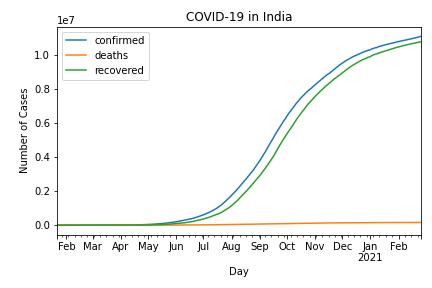 COVID-19 in India
1e7
confirmed
deaths
recovered
1.0
0.8
0.6
0.4
0.2
0.0
Number of Cases
Feb Mar Apr May Jun Jul Aug Sep Oct Nov Dec Jan Feb
2021
Day